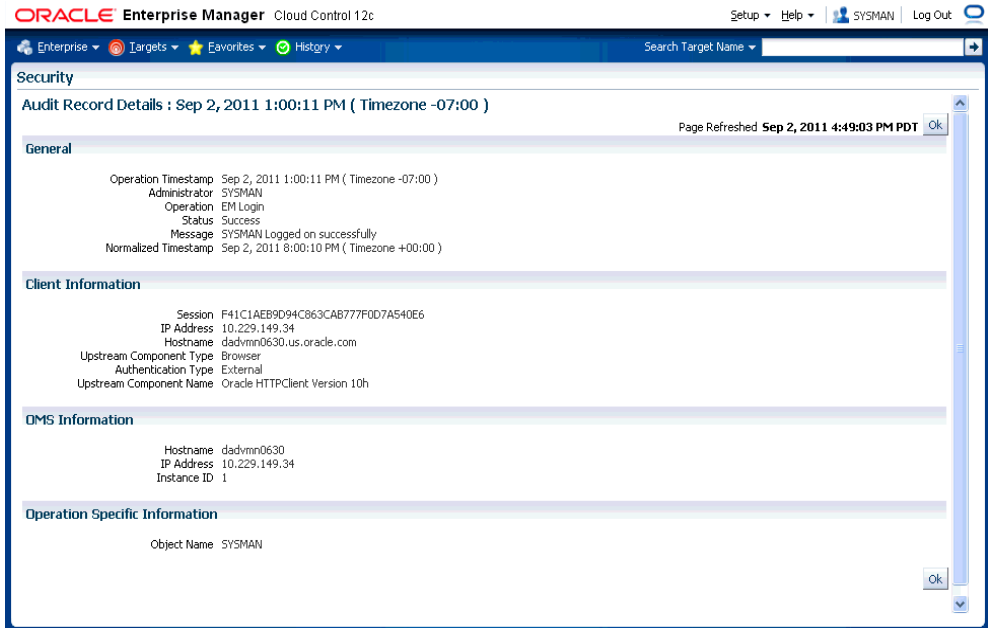 ORACLE Enterprise Manager Cloud Control 12c
Setup Help SYSMAN Log Out
Enterprise Targets Favorites History Search Target Name
Security
Audit Record Details : Sep 2, 2011 1:00:11 PM ( Timezone -07:00 )
Page Refreshed Sep 2, 2011 4:49:03 PM PDT Ok
General
Operation Timestamp Sep 2, 2011 1:00:11 PM ( Timezone -07:00 )
Administrator SYSMAN
Operation EM Login
Status Success
Message SYSMAN Logged on successfully
Normalized Timestamp Sep 2, 2011 8:00:10 PM ( Timezone +00:00 )
Client Information
Session F41C1AEB9D94C863CAB777F0D7A540E6
IP Address 10.229.149.34
Hostname dadvmn0630.us.oracle.com
Upstream Component Type Browser
Authentication Type External
Upstream Component Name Oracle HTTPClient Version 10h
OMS Information
Hostname dadvmn0630
IP Address 10.229.149.34
Instance ID 1
Operation Specific Information
Object Name SYSMAN
Ok